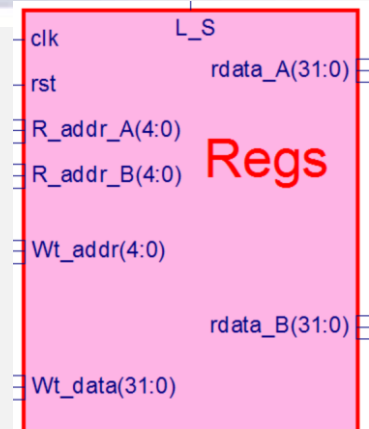 L_S
clk
rdata_A(31:0)
rst
R_addr_A(4:0)
Regs
R_addr_B(4:0)
Wt_addr(4:0)
rdata_B(31:0)
Wt_data(31:0)